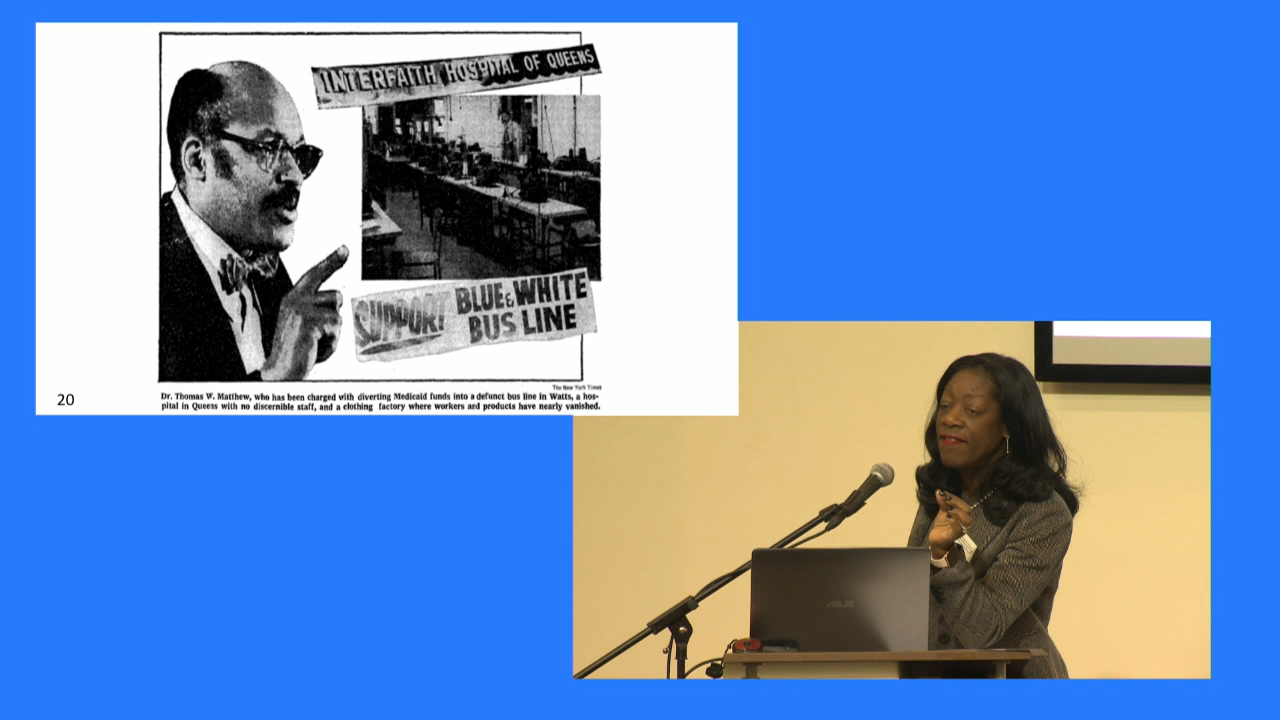 INTERFAITH HOSPITAL OF QUEENS
SUPPORT BLUE & WHITE
BUS LINE
The New York Times
Dr. Thomas W. Matthew, who has been charged with diverting Medicaid funds into a defunct bus line in Watts, a hos-
pital in Queens with no discernible staff, and a clothing factory where workers and products have nearly vanished.
20
ASUS